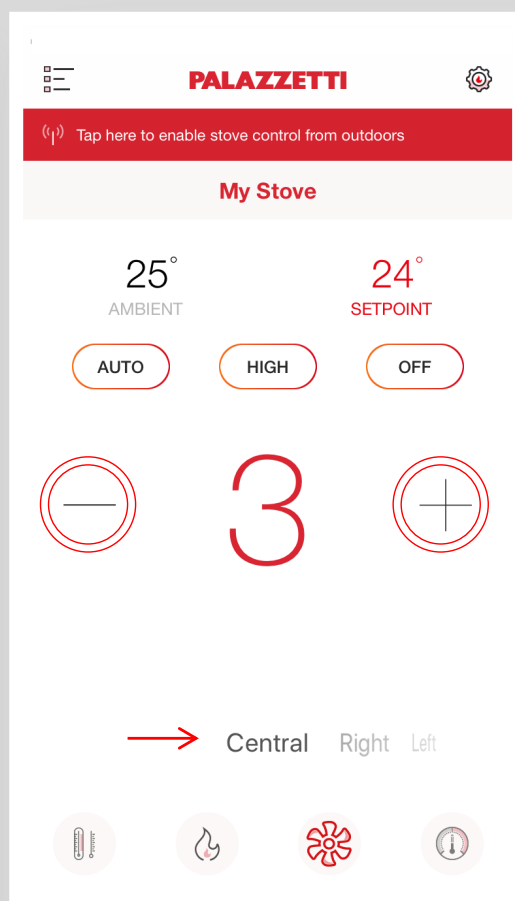 PALAZZETTI
Tap here to enable stove control from outdoors
My Stove
25° 24°
AMBIENT SETPOINT
AUTO HIGH OFF
3
Central Right Left